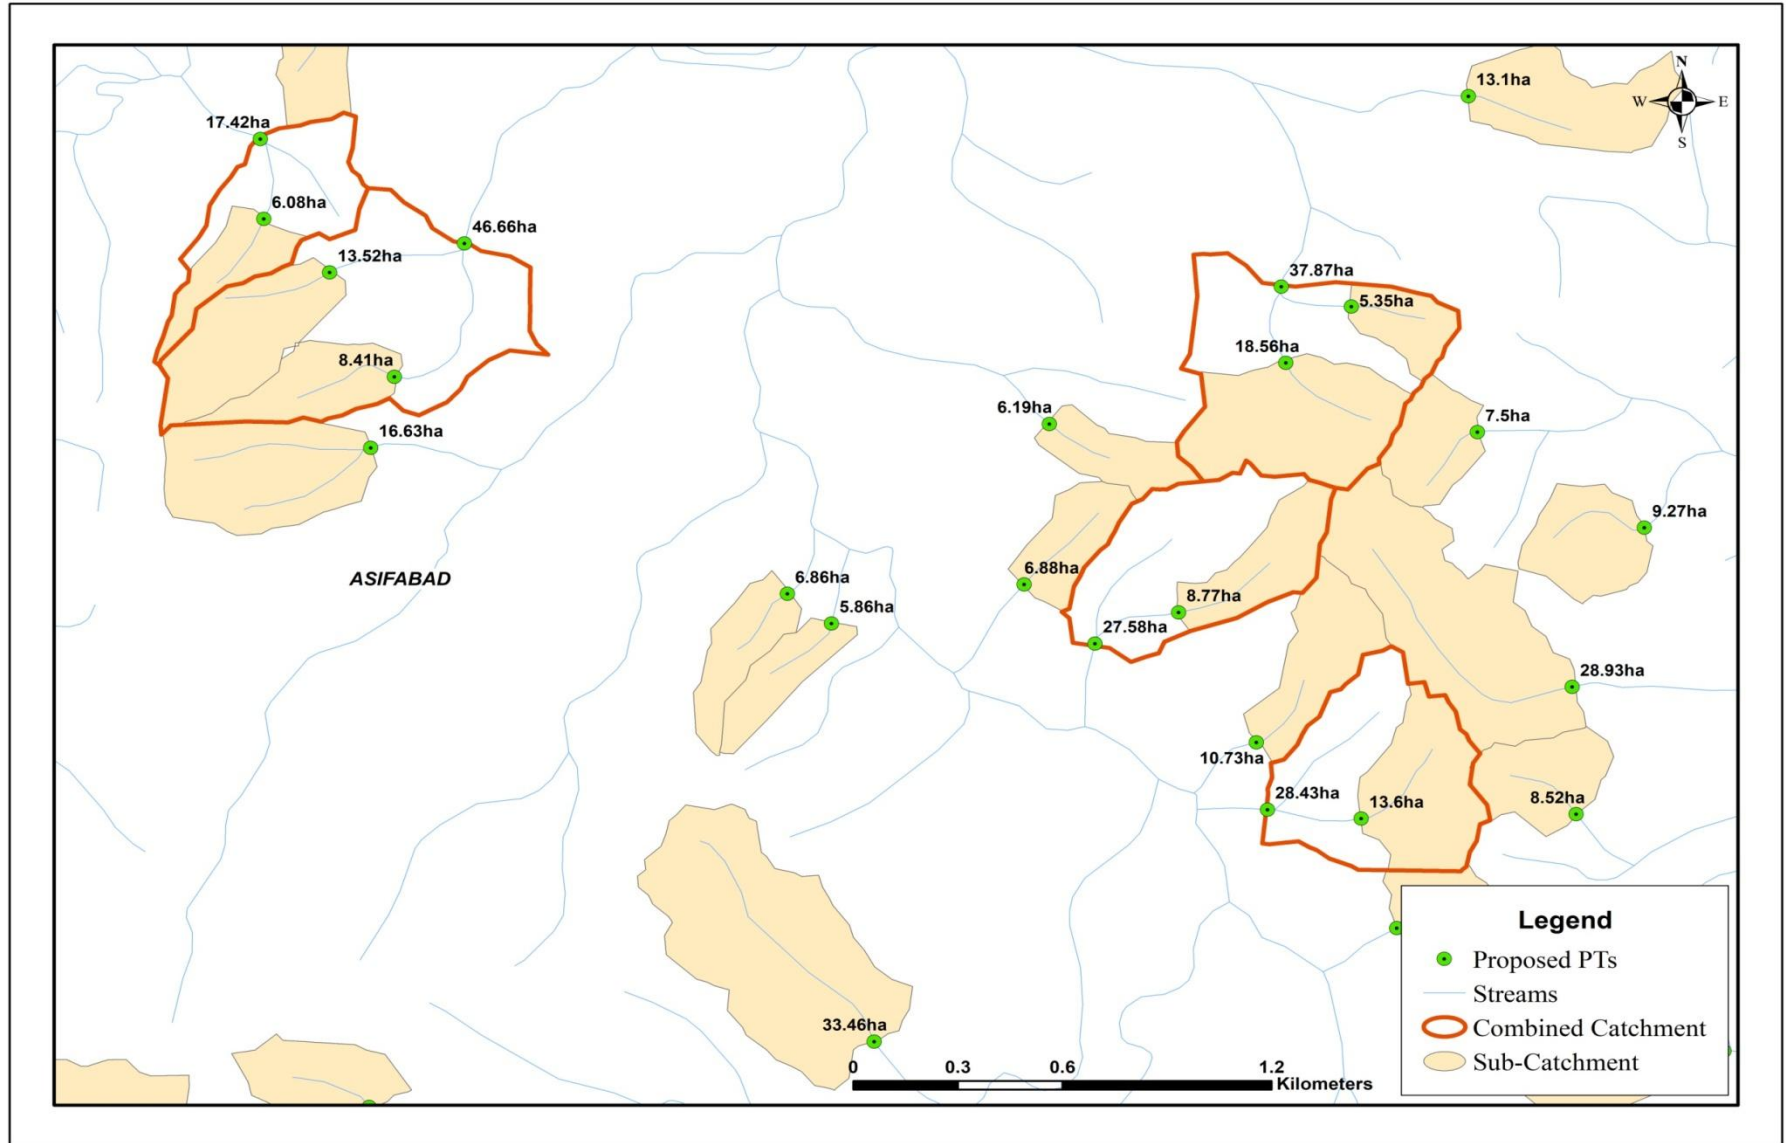 13.1ha
N
W
E
S
17.42ha
6.08ha
46.66ha
13.52ha
37.87ha
5.35ha
18.56ha
8.41ha
6.19ha
7.5ha
16.63ha
9.27ha
ASIFABAD
6.86ha
5.86ha
6.88ha
8.77ha
27.58ha
28.93ha
10.73ha
28.43ha
13.6ha
8.52ha
33.46ha
Legend
Proposed PTs
Streams
Combined Catchment
Sub-Catchment
0 0.3 0.6 1.2
Kilometers